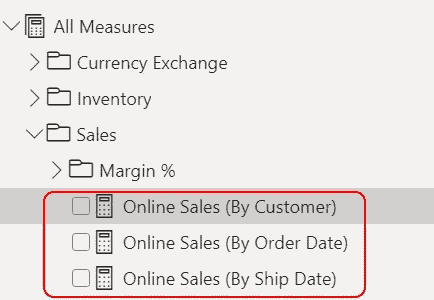 All Measures
Currency Exchange
Inventory
Sales
Margin %
Online Sales (By Customer)
Online Sales (By Order Date)
Online Sales (By Ship Date)